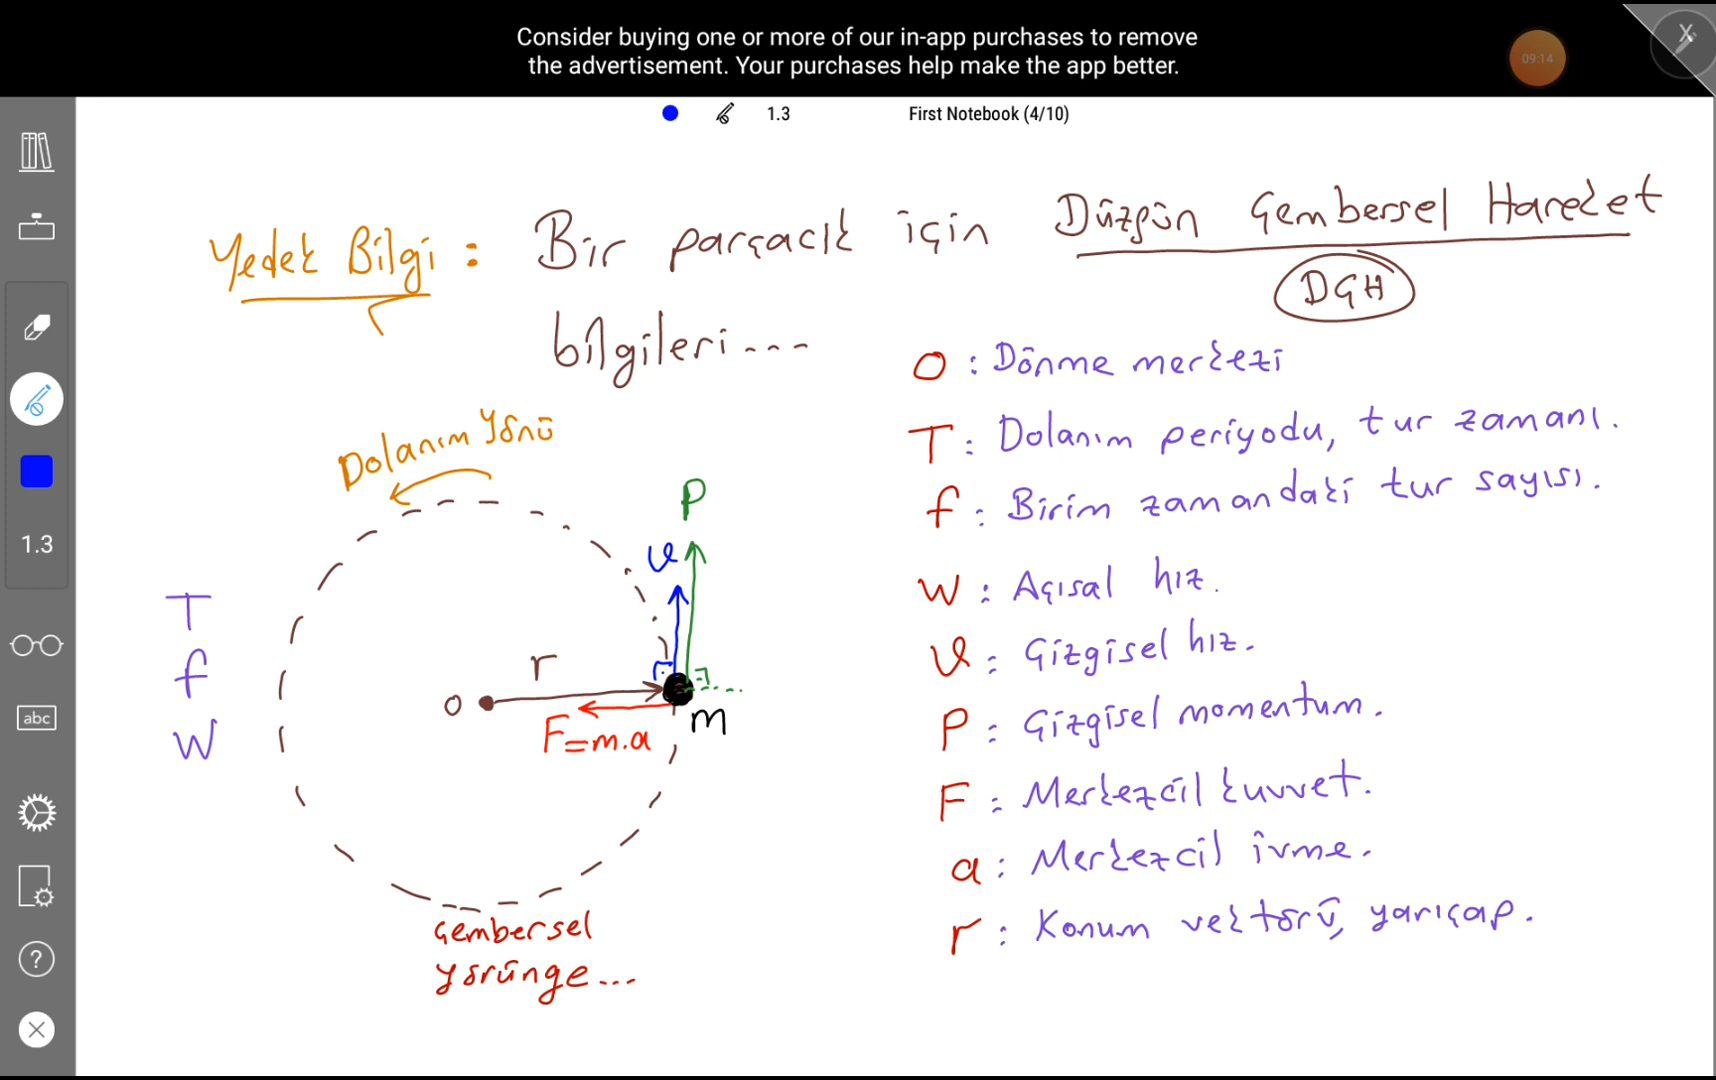 Consider buying one or more of our in-app purchases to remove
the advertisement. Your purchases help make the app better.
09:14
X
1.3 First Notebook (4/10)
Yedek Bilgi : Bir parçacık için Düzgün Çembersel Hareket
DÇH
bilgileri...
O : Dönme merkezi
T : Dolanım periyodu, tur zamanı.
f : Birim zamandaki tur sayısı.
W : Açısal hız.
V : Çizgisel hız.
P : Çizgisel momentum.
F : Merkezcil kuvvet.
a : Merkezcil ivme.
r : Konum vektörü, yarıçap.
Dolanım Yönü
P
V
r
O
m
F=m.a
T
f
W
Çembersel
yörünge...
1.3
abc
?